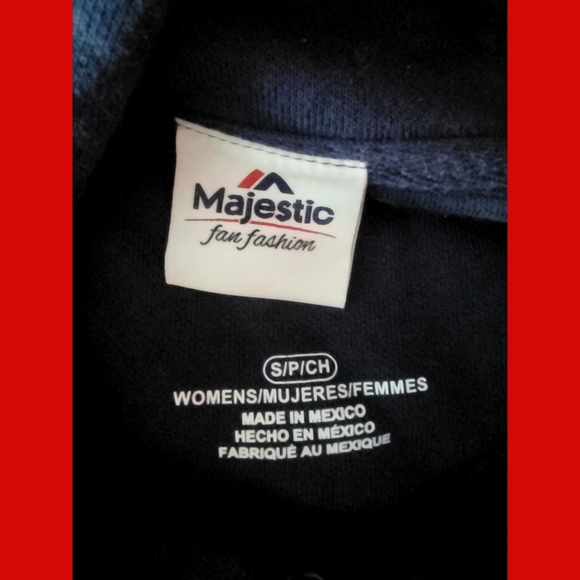 Majestic
fan fashion
S/P/CH
WOMENS/MUJERES/FEMMES
MADE IN MEXICO
HECHO EN MÉXICO
FABRIQUÉ AU MEXIQUE